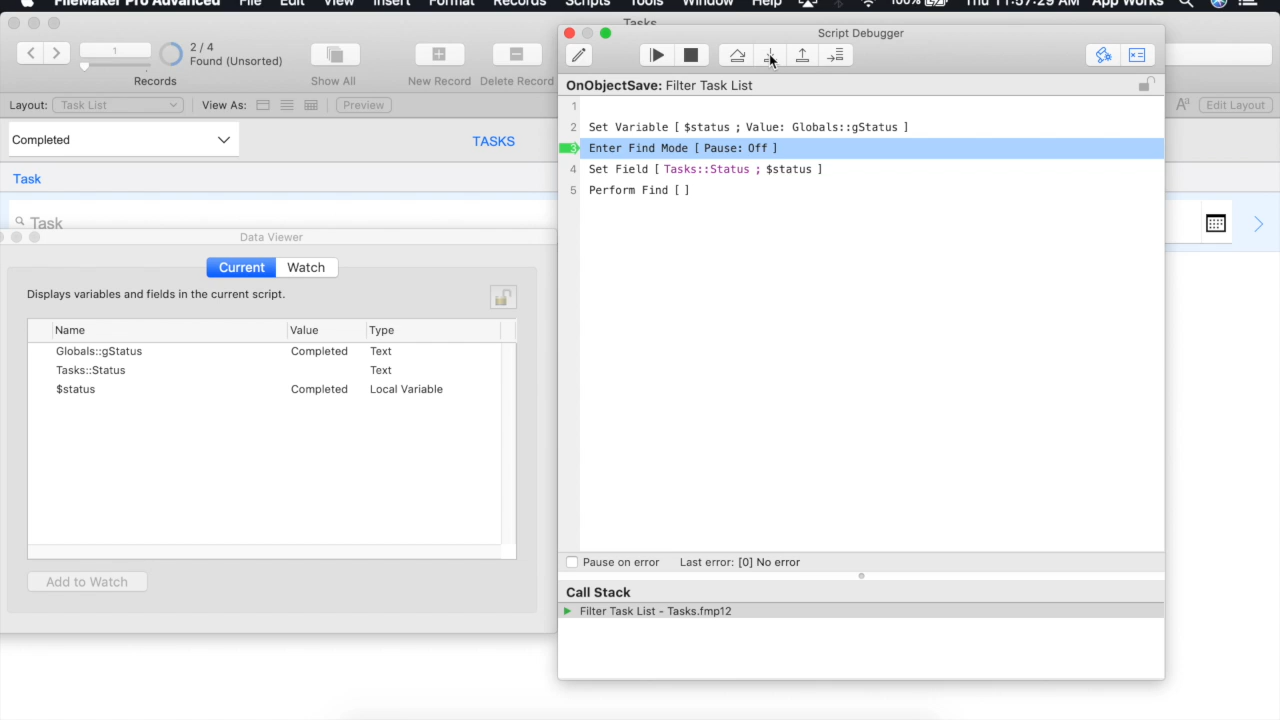 FileMaker Pro Advanced File Edit View Insert Format Records Scripts Tools Window Help 100% Thu 11:57:29 AM App Works
Tasks
Script Debugger
1
2 / 4
Found (Unsorted)
Records
Show All
New Record
Delete Record
Layout: Task List
View As:
Preview
Aa
Edit Layout
OnObjectSave: Filter Task List
1
2 Set Variable [ $status ; Value: Globals::gStatus ]
3 Enter Find Mode [ Pause: Off ]
4 Set Field [ Tasks::Status ; $status ]
5 Perform Find [ ]
Completed
TASKS
Task
Task
Data Viewer
Current Watch
Displays variables and fields in the current script.
Name Value Type
Globals::gStatus Completed Text
Tasks::Status Text
$status Completed Local Variable
Add to Watch
Pause on error Last error: [0] No error
Call Stack
Filter Task List - Tasks.fmp12